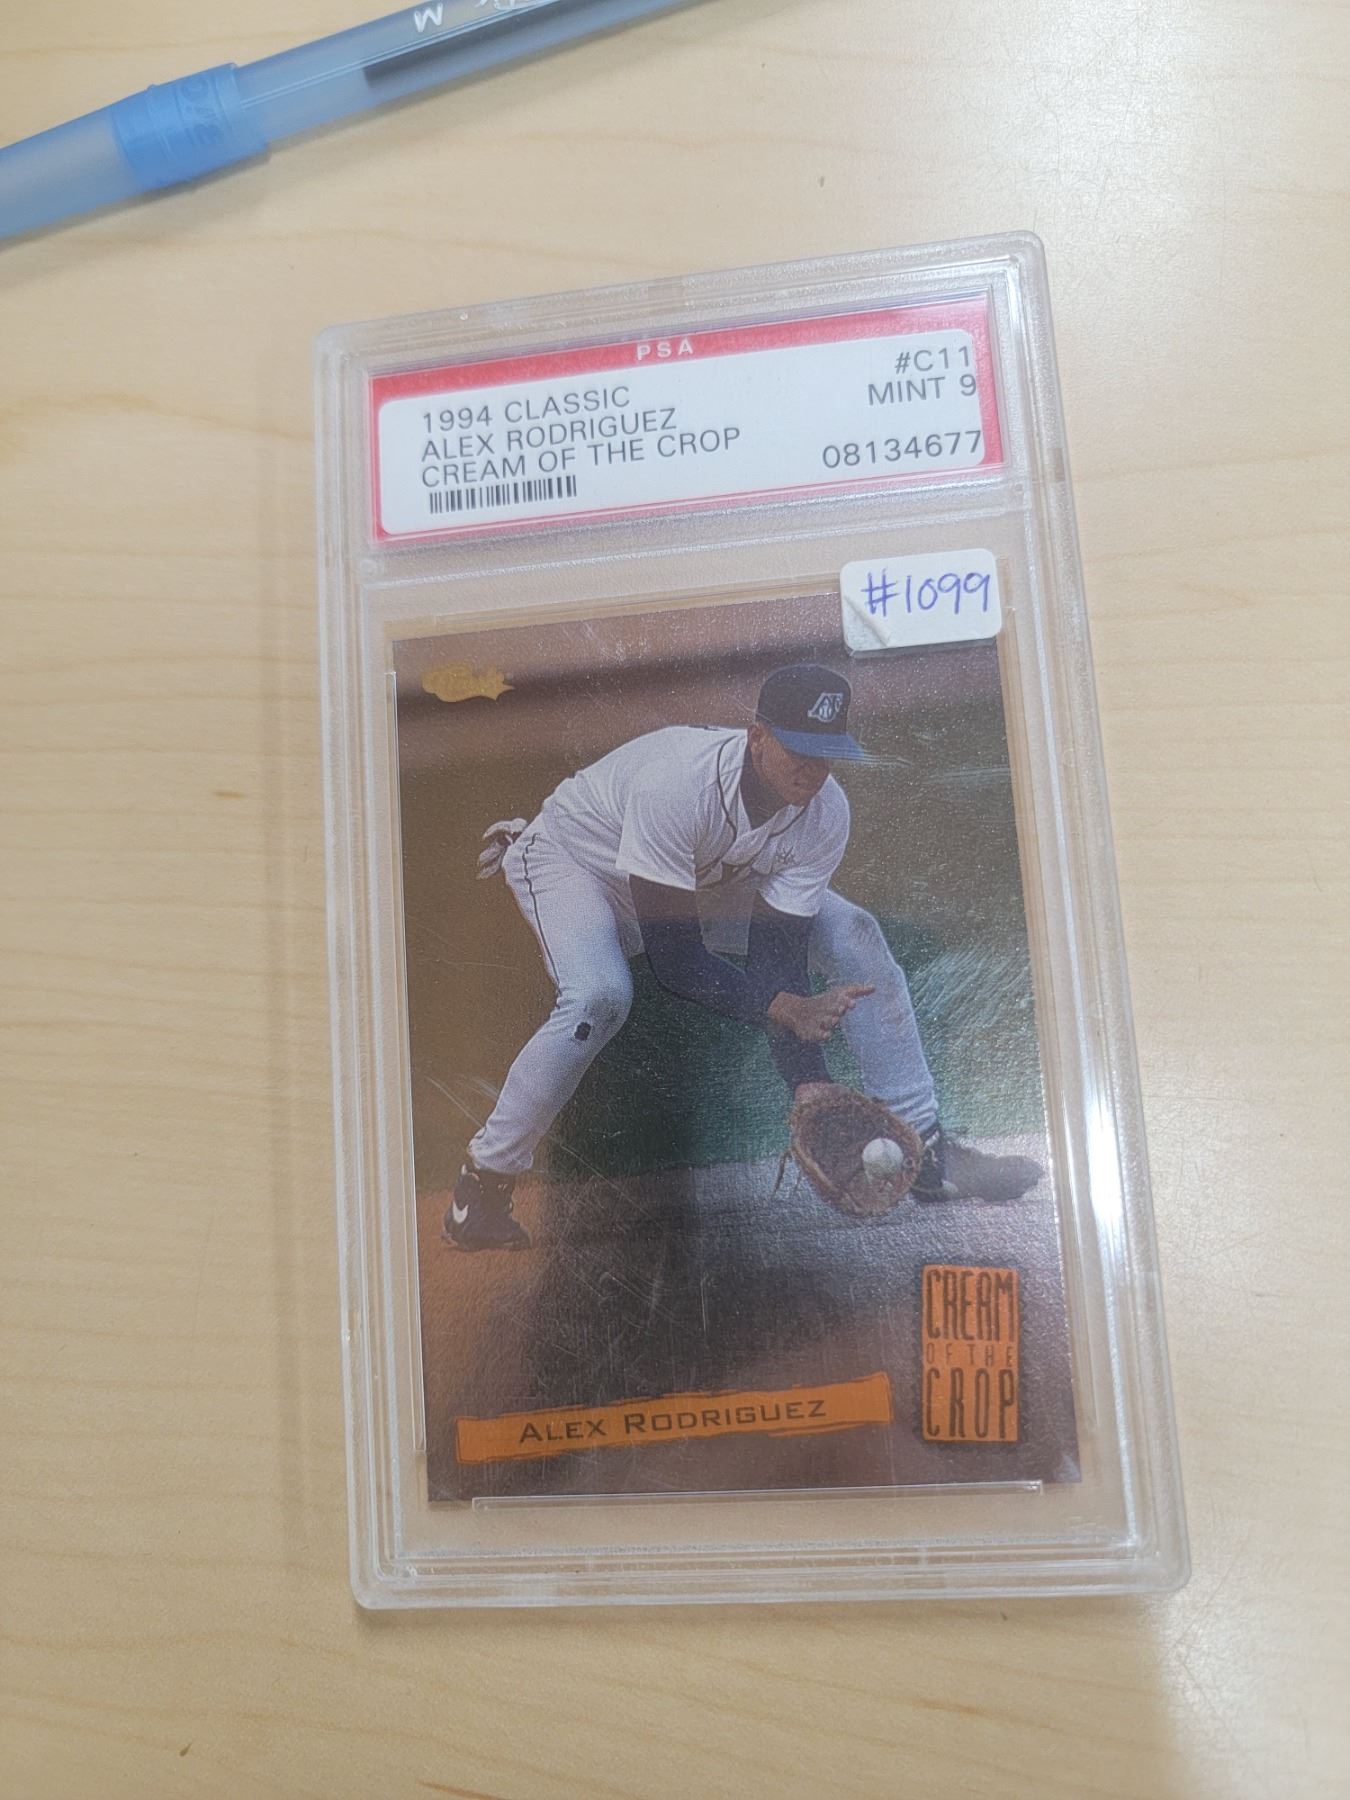 M
PSA
1994 CLASSIC #C11
ALEX RODRIGUEZ MINT 9
CREAM OF THE CROP 08134677
#1099
CREAM
OF THE
CROP
ALEX RODRIGUEZ